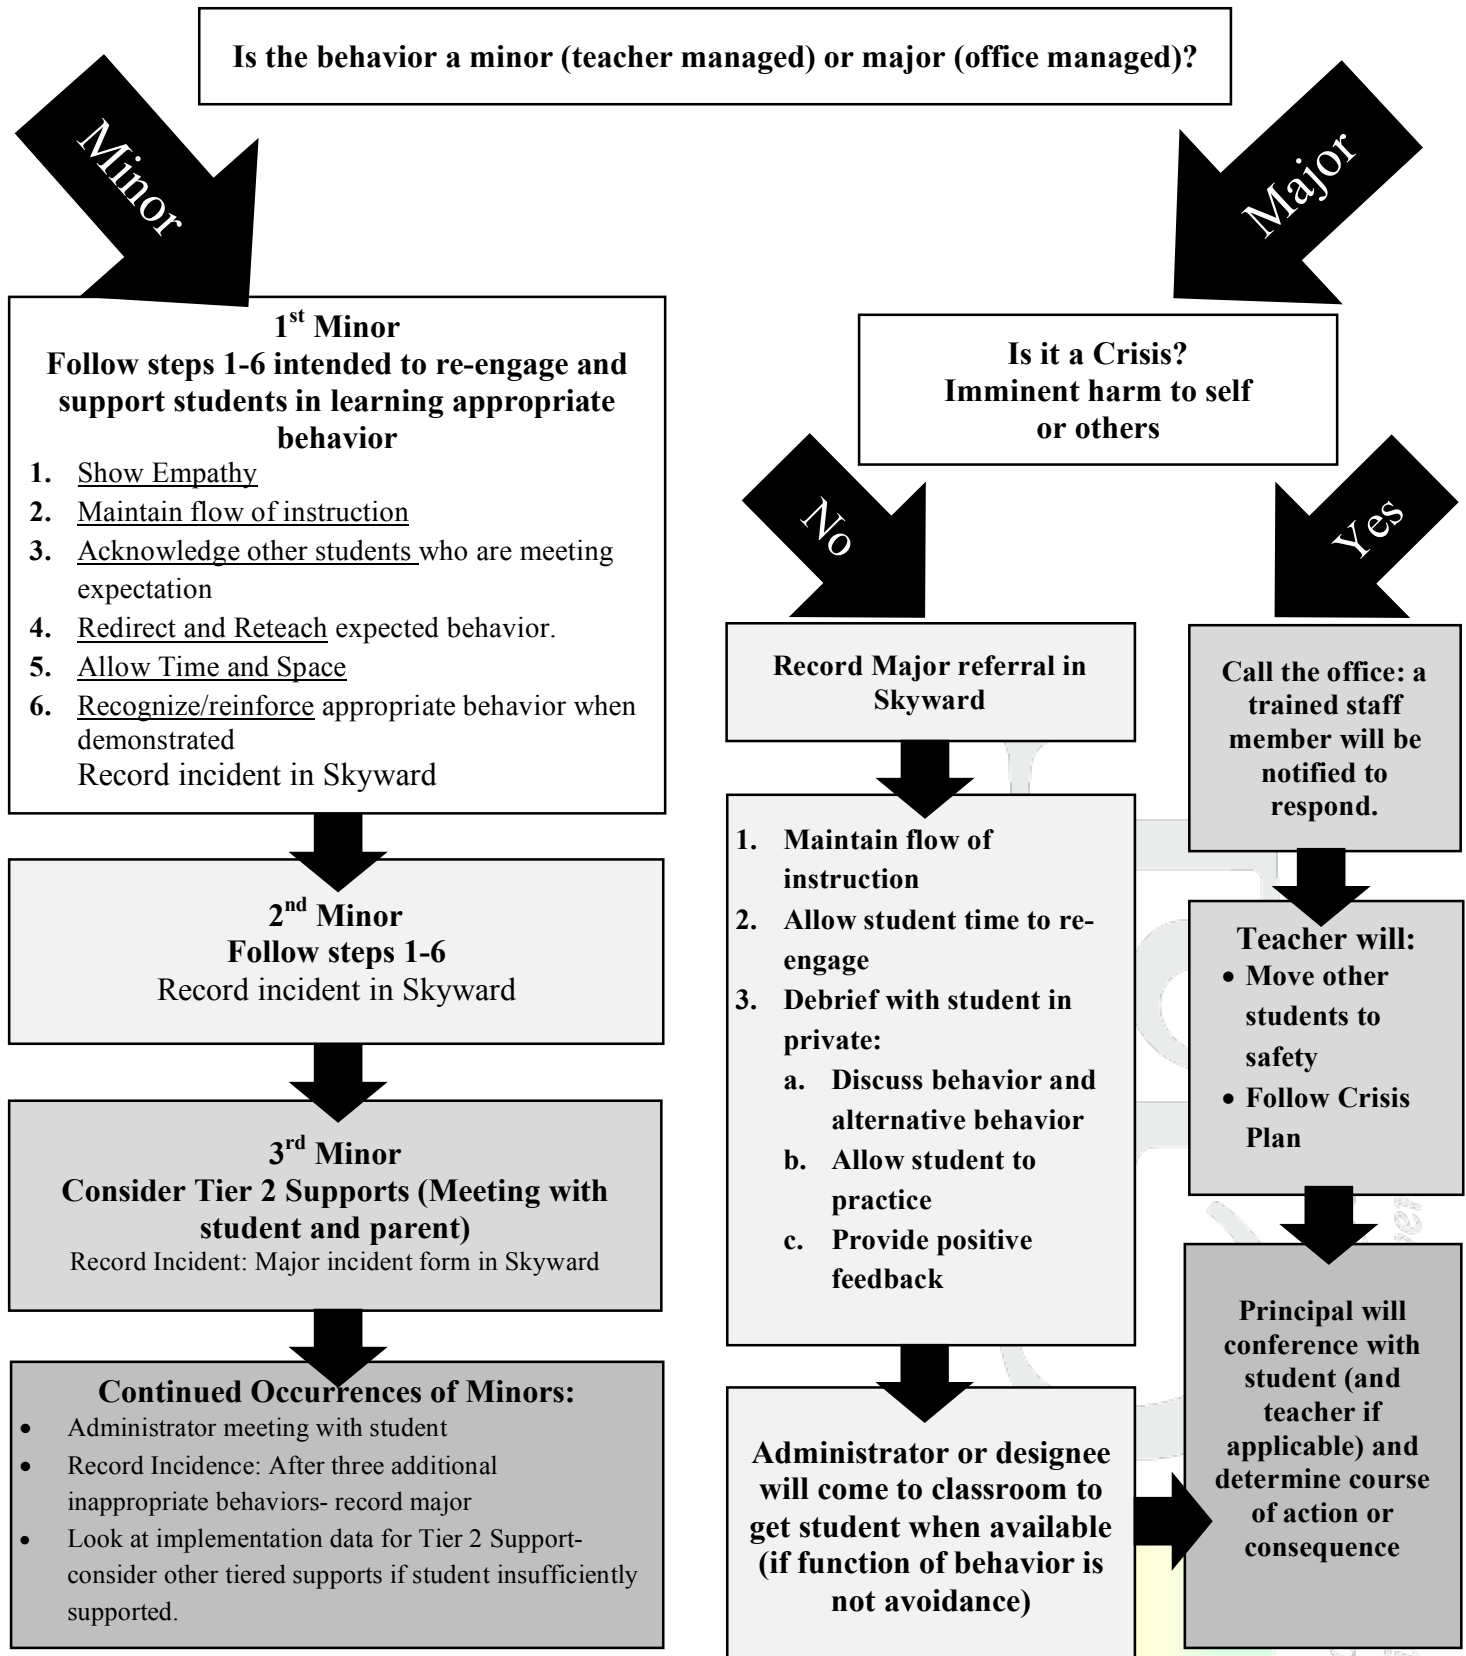 Is the behavior a minor (teacher managed) or major (office managed)?
Minor
Major
1st Minor
Follow steps 1-6 intended to re-engage and
support students in learning appropriate
behavior
1. Show Empathy
2. Maintain flow of instruction
3. Acknowledge other students who are meeting
expectation
4. Redirect and Reteach expected behavior.
5. Allow Time and Space
6. Recognize/reinforce appropriate behavior when
demonstrated
Record incident in Skyward
2nd Minor
Follow steps 1-6
Record incident in Skyward
3rd Minor
Consider Tier 2 Supports (Meeting with
student and parent)
Record Incident: Major incident form in Skyward
Continued Occurrences of Minors:
• Administrator meeting with student
• Record Incidence: After three additional
inappropriate behaviors- record major
• Look at implementation data for Tier 2 Support-
consider other tiered supports if student insufficiently
supported.
Is it a Crisis?
Imminent harm to self
or others
No
Yes
Record Major referral in
Skyward
1. Maintain flow of
instruction
2. Allow student time to re-
engage
3. Debrief with student in
private:
a. Discuss behavior and
alternative behavior
b. Allow student to
practice
c. Provide positive
feedback
Administrator or designee
will come to classroom to
get student when available
(if function of behavior is
not avoidance)
Call the office: a
trained staff
member will be
notified to
respond.
Teacher will:
• Move other
students to
safety
• Follow Crisis
Plan
Principal will
conference with
student (and
teacher if
applicable) and
determine course
of action or
consequence